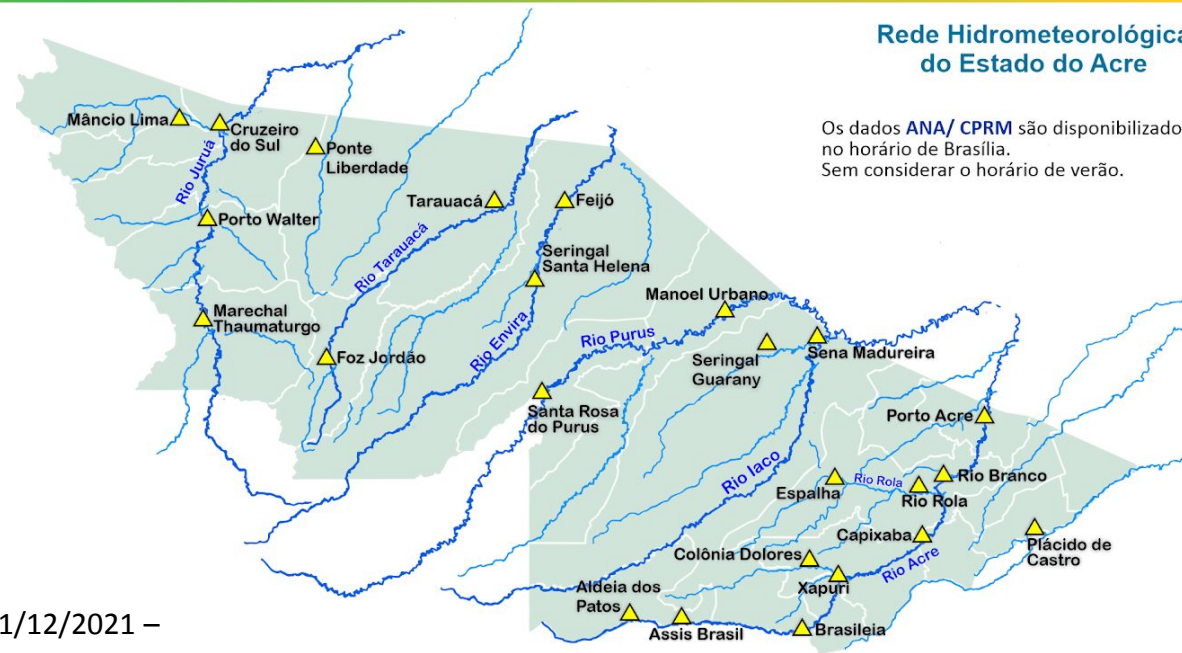 Rede Hidrometeorológica
do Estado do Acre
Os dados ANA/ CPRM são disponibilizado
no horário de Brasília.
Sem considerar o horário de verão.
Mâncio Lima
Cruzeiro
do Sul
Ponte
Liberdade
Rio Juruá
Tarauacá
Feijó
Porto Walter
Rio Tarauacá
Seringal
Santa Helena
Manoel Urbano
Marechal
Thaumaturgo
Rio Envira
Rio Purus
Foz Jordão
Seringal
Guarany
Sena Madureira
Santa Rosa
do Purus
Porto Acre
Rio Iaco
Espalha
Rio Rola
Rio Rola
Rio Branco
Capixaba
Plácido de
Castro
Colônia Dolores
Rio Acre
Xapuri
Aldeia dos
Patos
Assis Brasil
Brasileia
1/12/2021 –